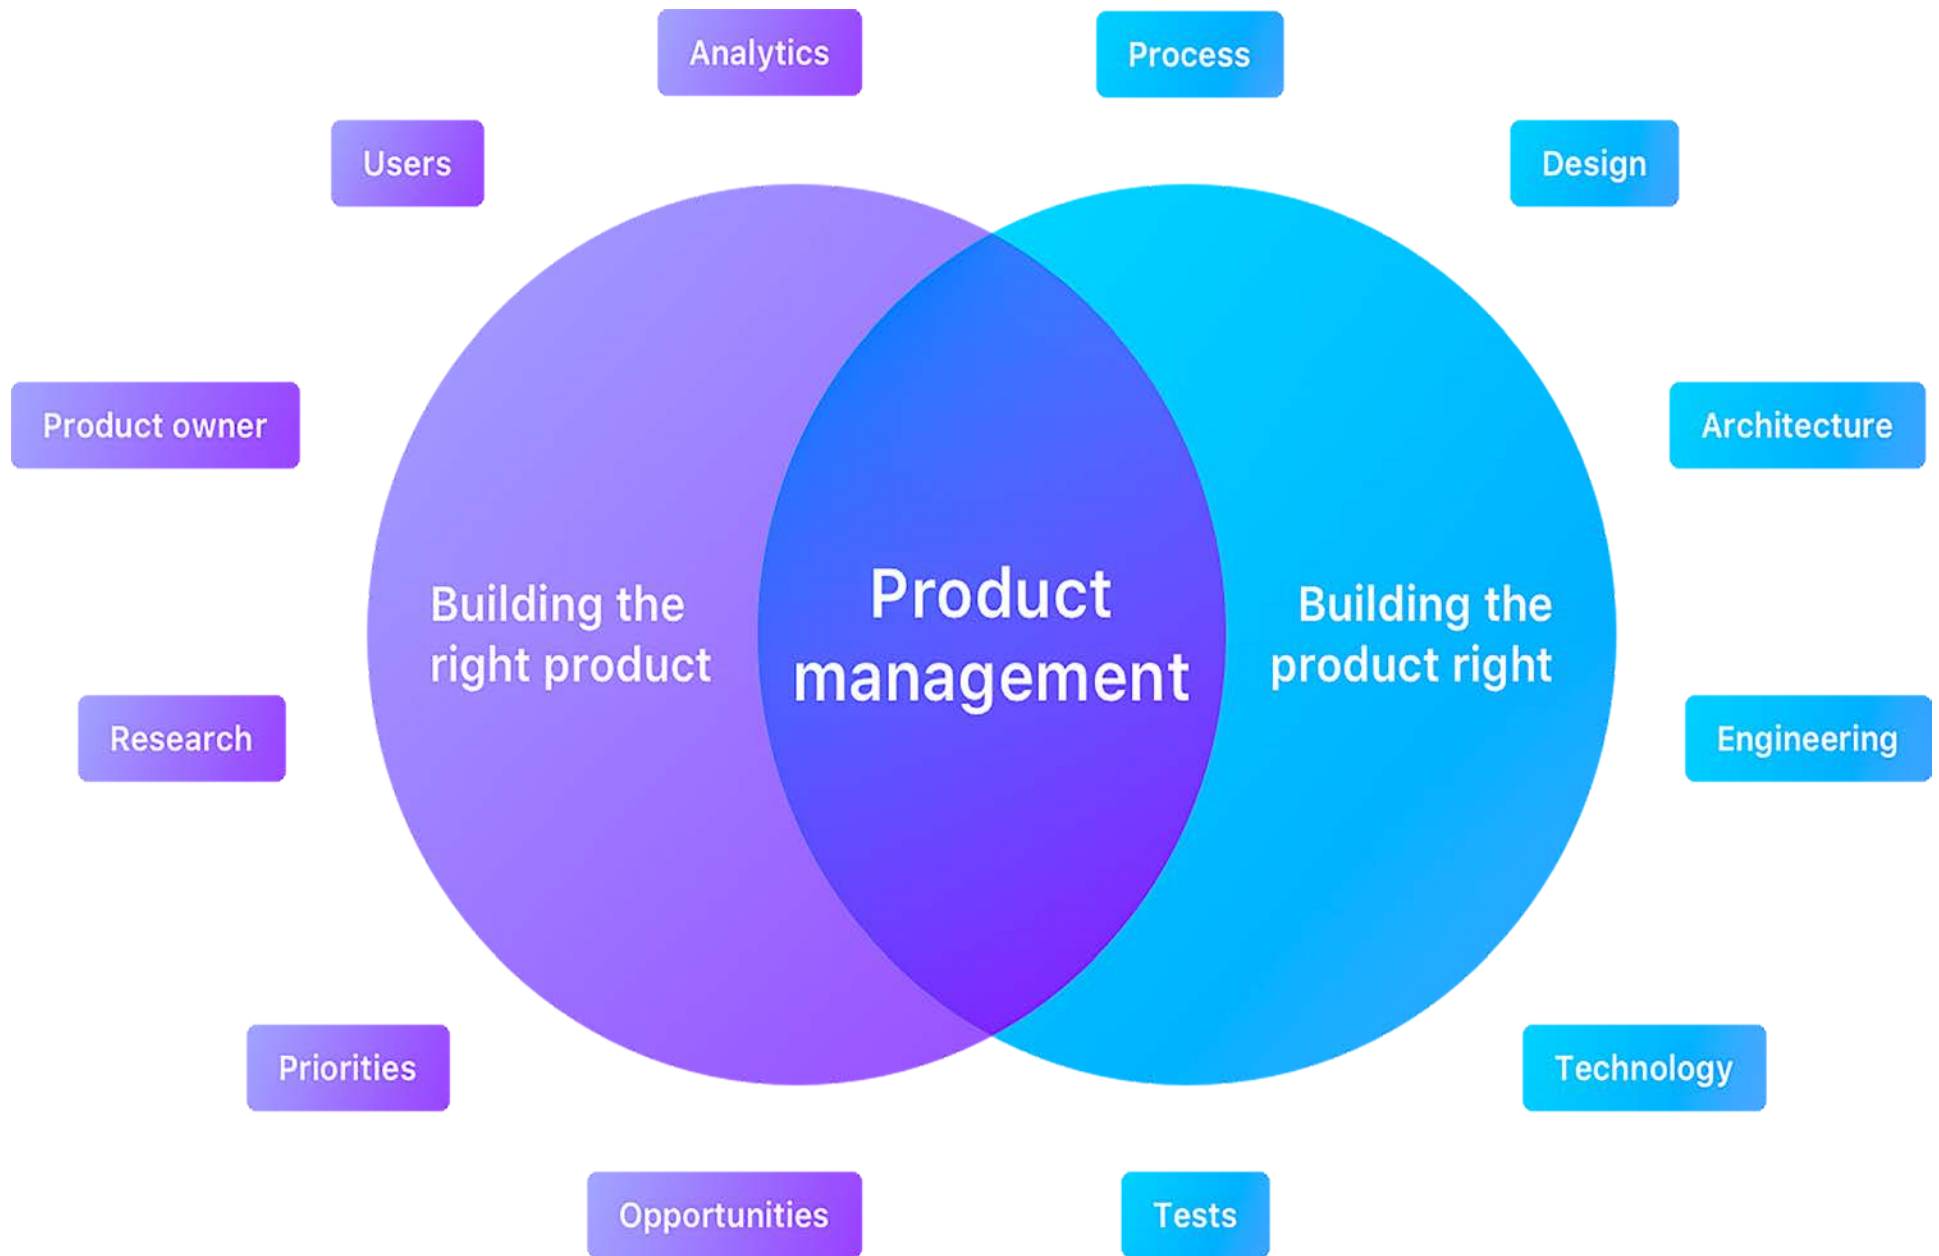 Analytics
Process
Users
Design
Product owner
Architecture
Building the
right product
Product
management
Building the
product right
Research
Engineering
Priorities
Technology
Opportunities
Tests